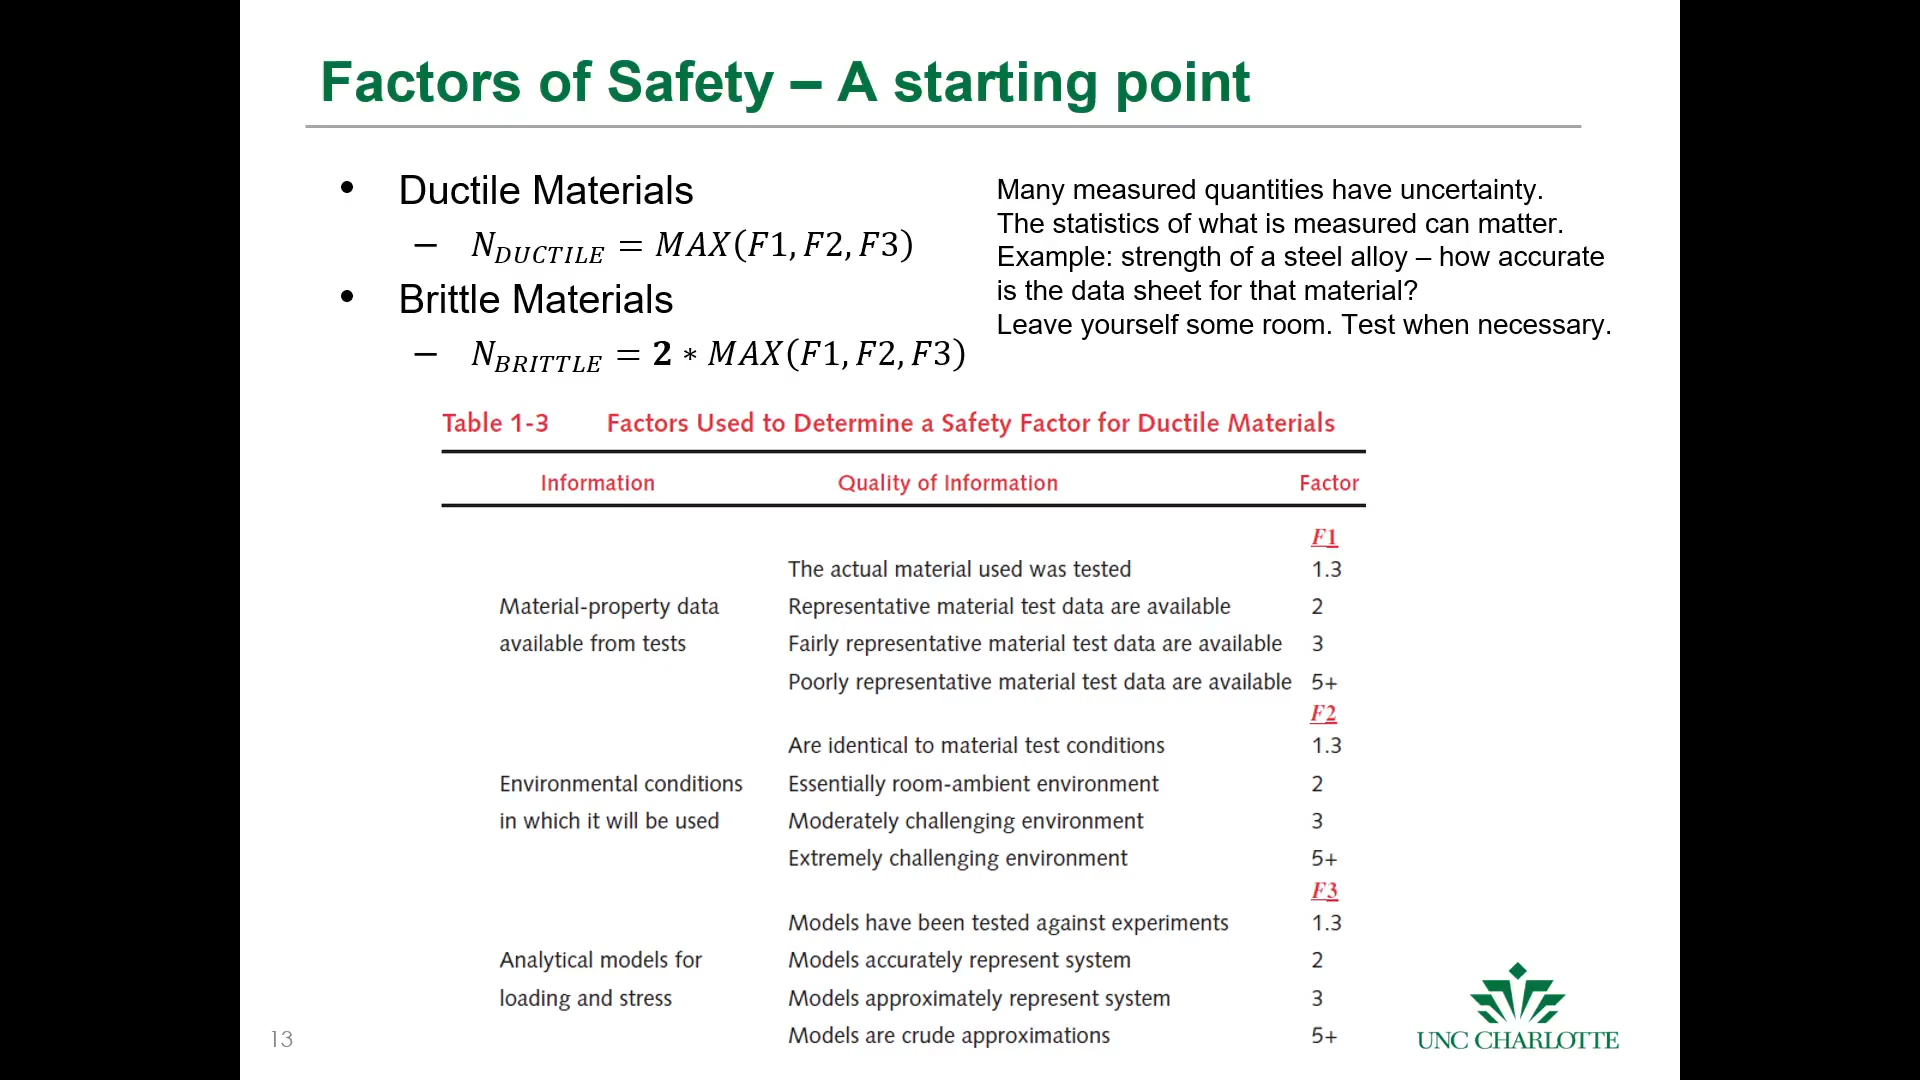 Factors of Safety – A starting point
• Ductile Materials
– N_DUCTILE = MAX(F1, F2, F3)
• Brittle Materials
– N_BRITTLE = 2 * MAX(F1, F2, F3)
Many measured quantities have uncertainty.
The statistics of what is measured can matter.
Example: strength of a steel alloy – how accurate
is the data sheet for that material?
Leave yourself some room. Test when necessary.
Table 1-3 Factors Used to Determine a Safety Factor for Ductile Materials
Information Quality of Information Factor
F1
The actual material used was tested 1.3
Material-property data Representative material test data are available 2
available from tests Fairly representative material test data are available 3
Poorly representative material test data are available 5+
F2
Are identical to material test conditions 1.3
Environmental conditions Essentially room-ambient environment 2
in which it will be used Moderately challenging environment 3
Extremely challenging environment 5+
F3
Models have been tested against experiments 1.3
Analytical models for Models accurately represent system 2
loading and stress Models approximately represent system 3
Models are crude approximations 5+
13
UNC CHARLOTTE